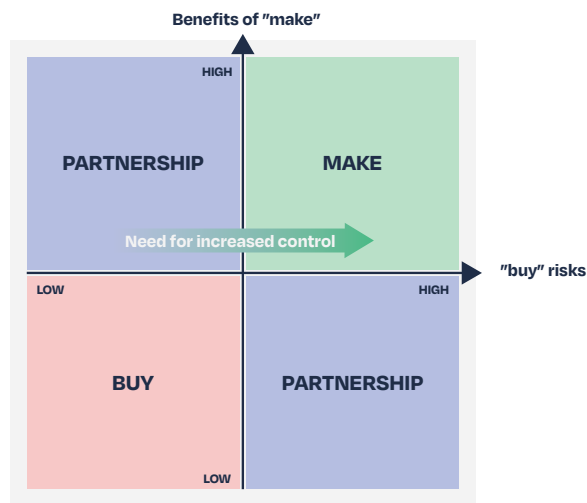 Benefits of "make"
HIGH
PARTNERSHIP
MAKE
Need for increased control
"buy" risks
LOW
HIGH
BUY
PARTNERSHIP
LOW